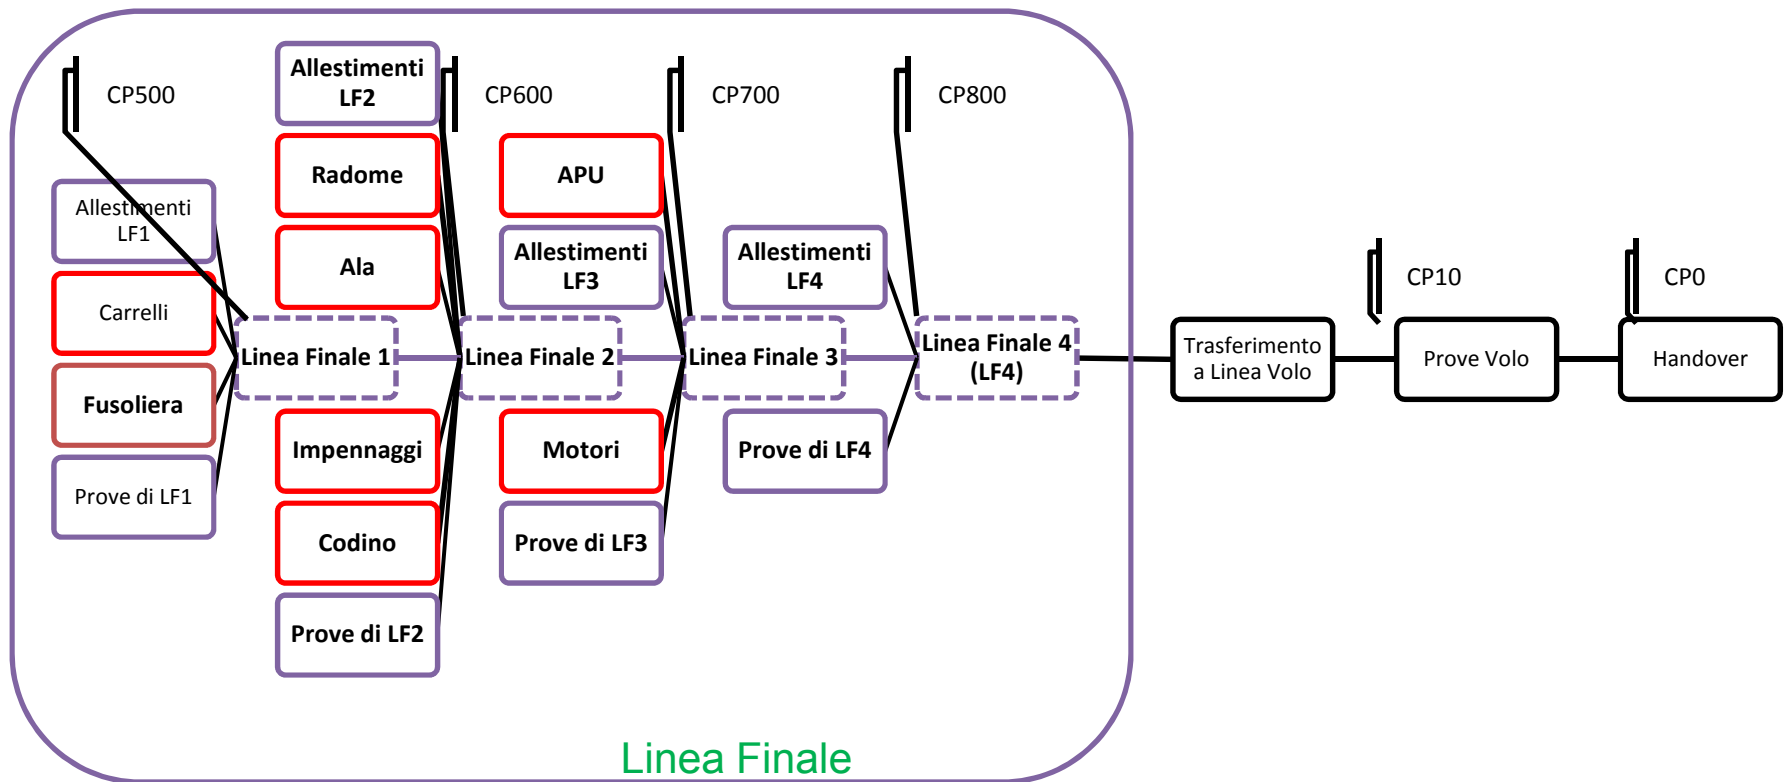 CP500
Allestimenti
LF1
Carrelli
Fusoliera
Prove di LF1
Linea Finale 1
Allestimenti
LF2
Radome
Ala
Impennaggi
Codino
Prove di LF2
CP600
Linea Finale 2
APU
Allestimenti
LF3
Motori
Prove di LF3
CP700
Linea Finale 3
Allestimenti
LF4
Prove di LF4
CP800
Linea Finale 4
(LF4)
Trasferimento
a Linea Volo
CP10
Prove Volo
CP0
Handover
Linea Finale